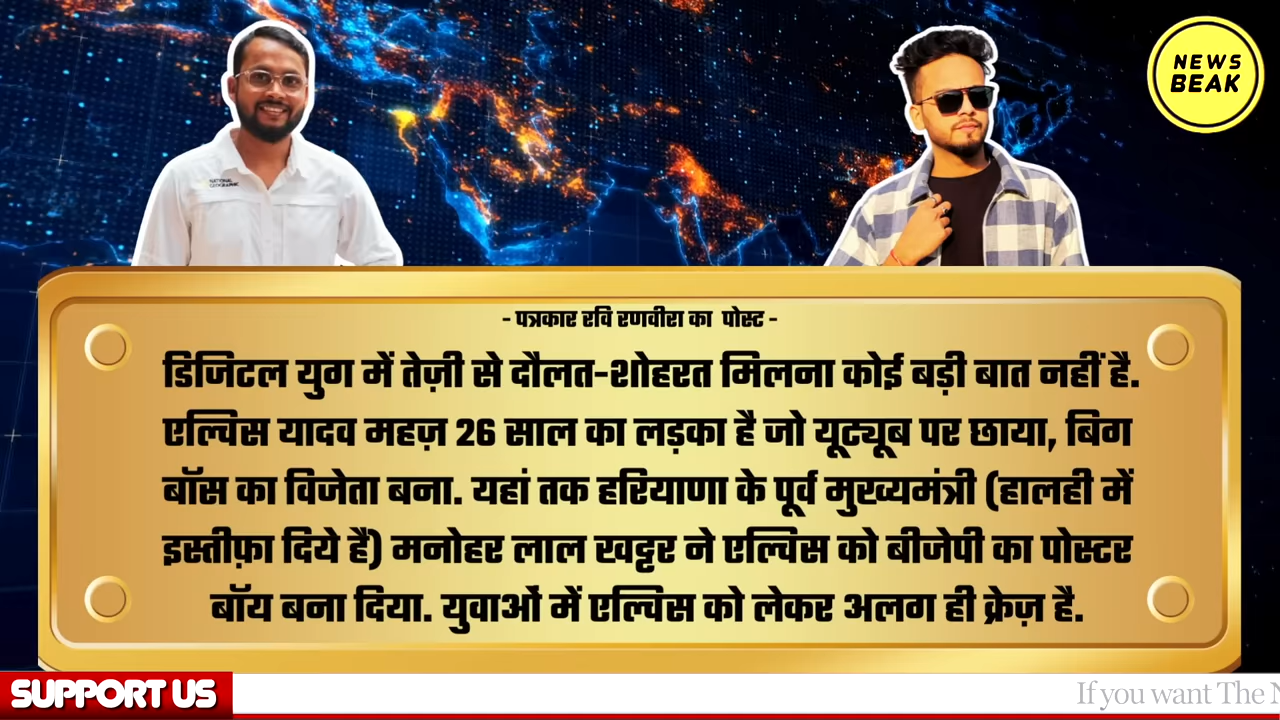 NEWS
BEAK
NATIONAL
GEOGRAPHIC
- पत्रकार रवि रणवीरा का पोस्ट -
डिजिटल युग में तेज़ी से दौलत-शोहरत मिलना कोई बड़ी बात नहीं है.
एल्विस यादव महज़ 26 साल का लड़का है जो यूट्यूब पर छाया, बिग
बॉस का विजेता बना. यहां तक हरियाणा के पूर्व मुख्यमंत्री (हालही में
इस्तीफ़ा दिये हैं) मनोहर लाल खट्टर ने एल्विस को बीजेपी का पोस्टर
बॉय बना दिया. युवाओं में एल्विस को लेकर अलग ही क्रेज़ है.
SUPPORT US
If you want The N